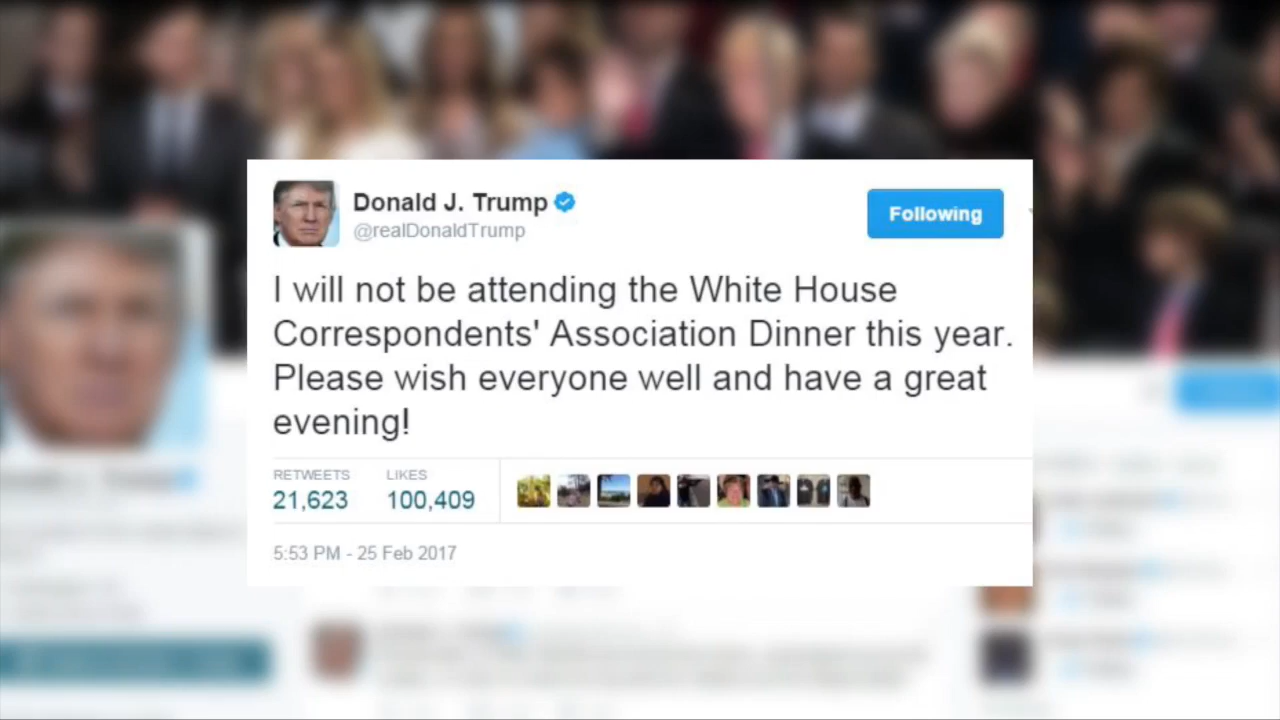 Donald J. Trump
@realDonaldTrump
Following
I will not be attending the White House
Correspondents' Association Dinner this year.
Please wish everyone well and have a great
evening!
RETWEETS LIKES
21,623 100,409
5:53 PM - 25 Feb 2017